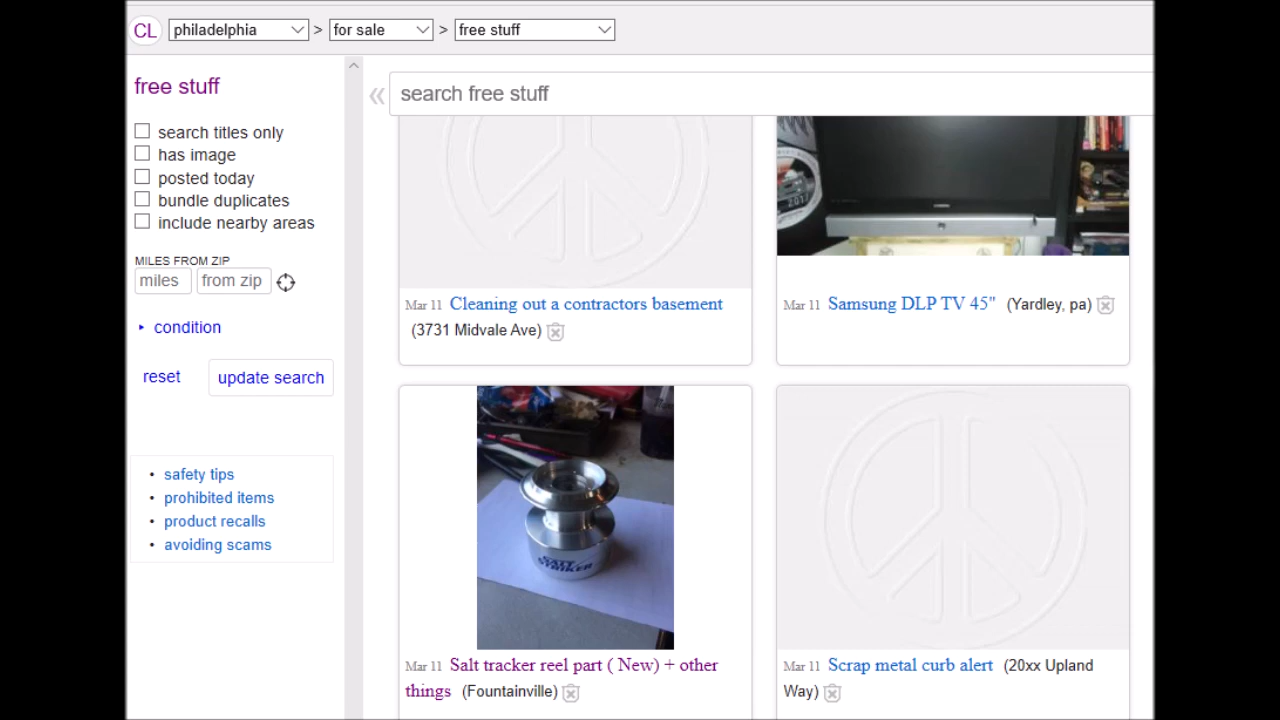 CL philadelphia > for sale > free stuff
free stuff
search titles only
has image
posted today
bundle duplicates
include nearby areas
MILES FROM ZIP
miles from zip
condition
reset update search
• safety tips
• prohibited items
• product recalls
• avoiding scams
« search free stuff
2017
Mar 11 Cleaning out a contractors basement
(3731 Midvale Ave)
Mar 11 Samsung DLP TV 45" (Yardley, pa)
SALT
STRIKER
Mar 11 Salt tracker reel part ( New) + other
things (Fountainville)
Mar 11 Scrap metal curb alert (20xx Upland
Way)